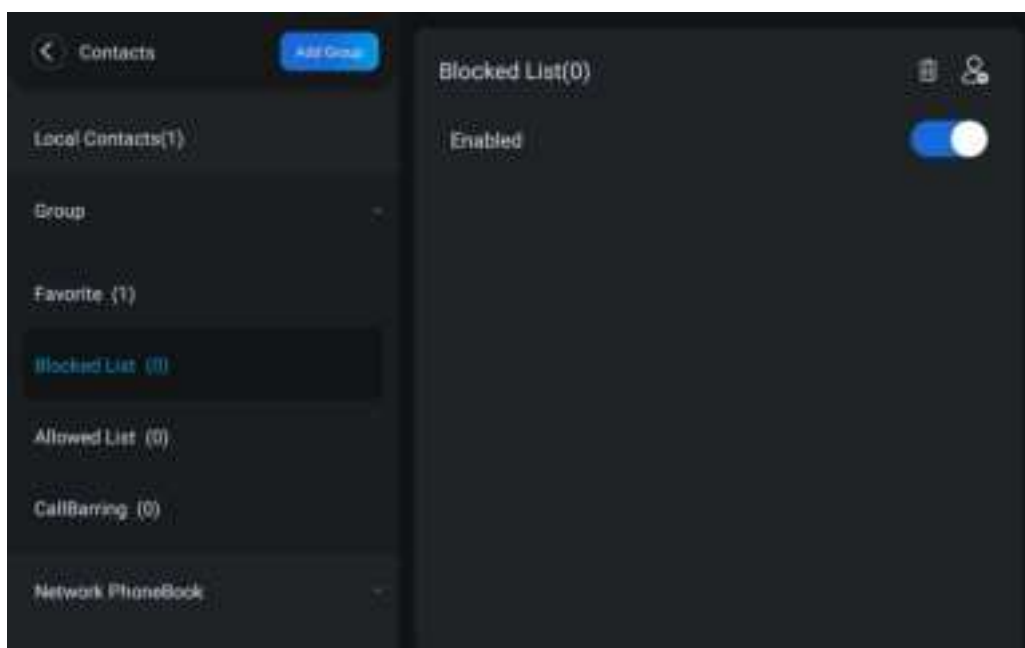 Contacts
Add Group
Local Contacts(1)
Group
Favorite (1)
Blocked List (0)
Allowed List (0)
CallBarring (0)
Network PhoneBook
Blocked List(0)
Enabled